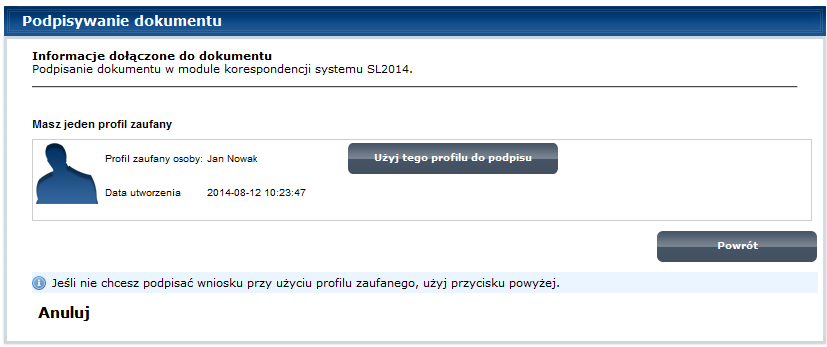 Podpisywanie dokumentu
Informacje dołączone do dokumentu
Podpisanie dokumentu w module korespondencji systemu SL2014.
Masz jeden profil zaufany
Profil zaufany osoby: Jan Nowak
Użyj tego profilu do podpisu
Data utworzenia 2014-08-12 10:23:47
Powrót
Jeśli nie chcesz podpisać wniosku przy użyciu profilu zaufanego, użyj przycisku powyżej.
Anuluj